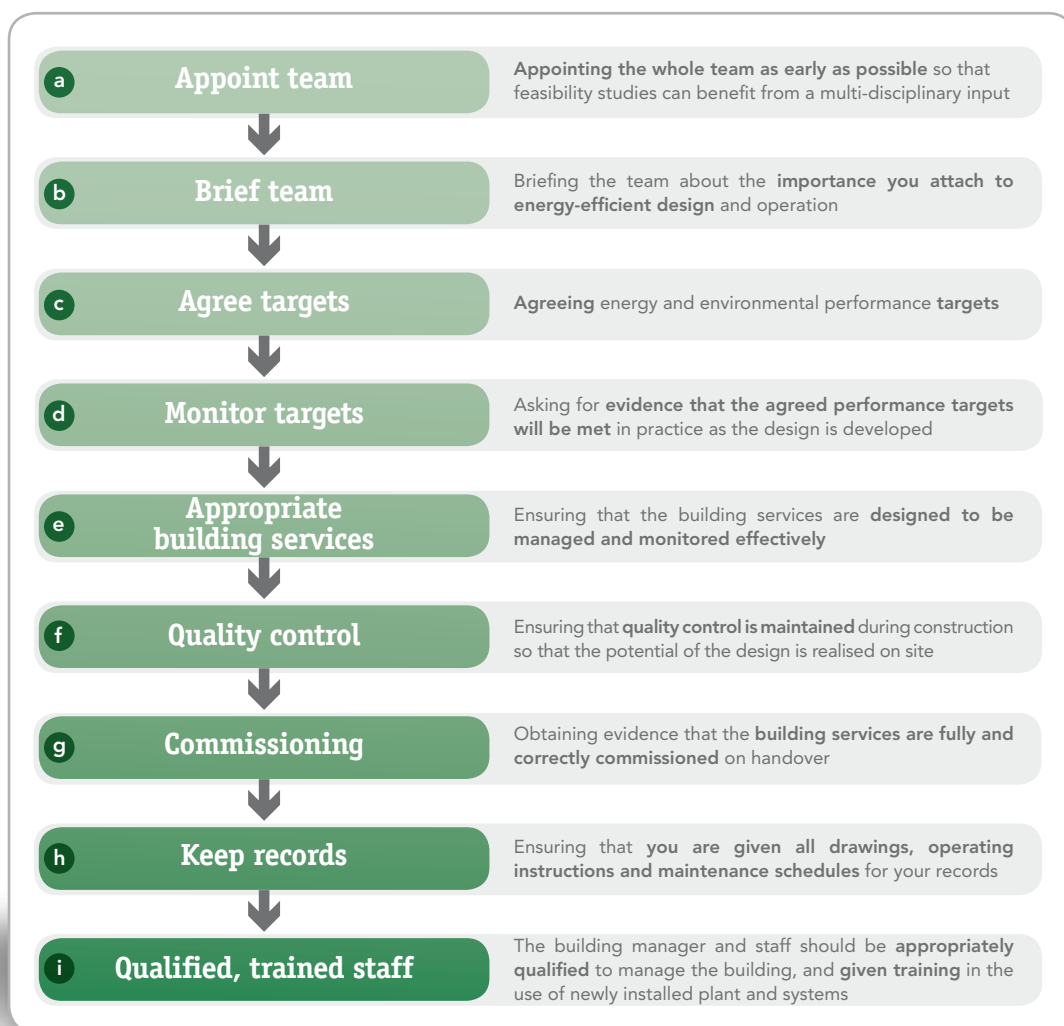 a
Appoint team
Appointing the whole team as early as possible so that
feasibility studies can benefit from a multi-disciplinary input
b
Brief team
Briefing the team about the importance you attach to
energy-efficient design and operation
c
Agree targets
Agreeing energy and environmental performance targets
d
Monitor targets
Asking for evidence that the agreed performance targets
will be met in practice as the design is developed
e
Appropriate
building services
Ensuring that the building services are designed to be
managed and monitored effectively
f
Quality control
Ensuring that quality control is maintained during construction
so that the potential of the design is realised on site
g
Commissioning
Obtaining evidence that the building services are fully and
correctly commissioned on handover
h
Keep records
Ensuring that you are given all drawings, operating
instructions and maintenance schedules for your records
i
Qualified, trained staff
The building manager and staff should be appropriately
qualified to manage the building, and given training in the
use of newly installed plant and systems